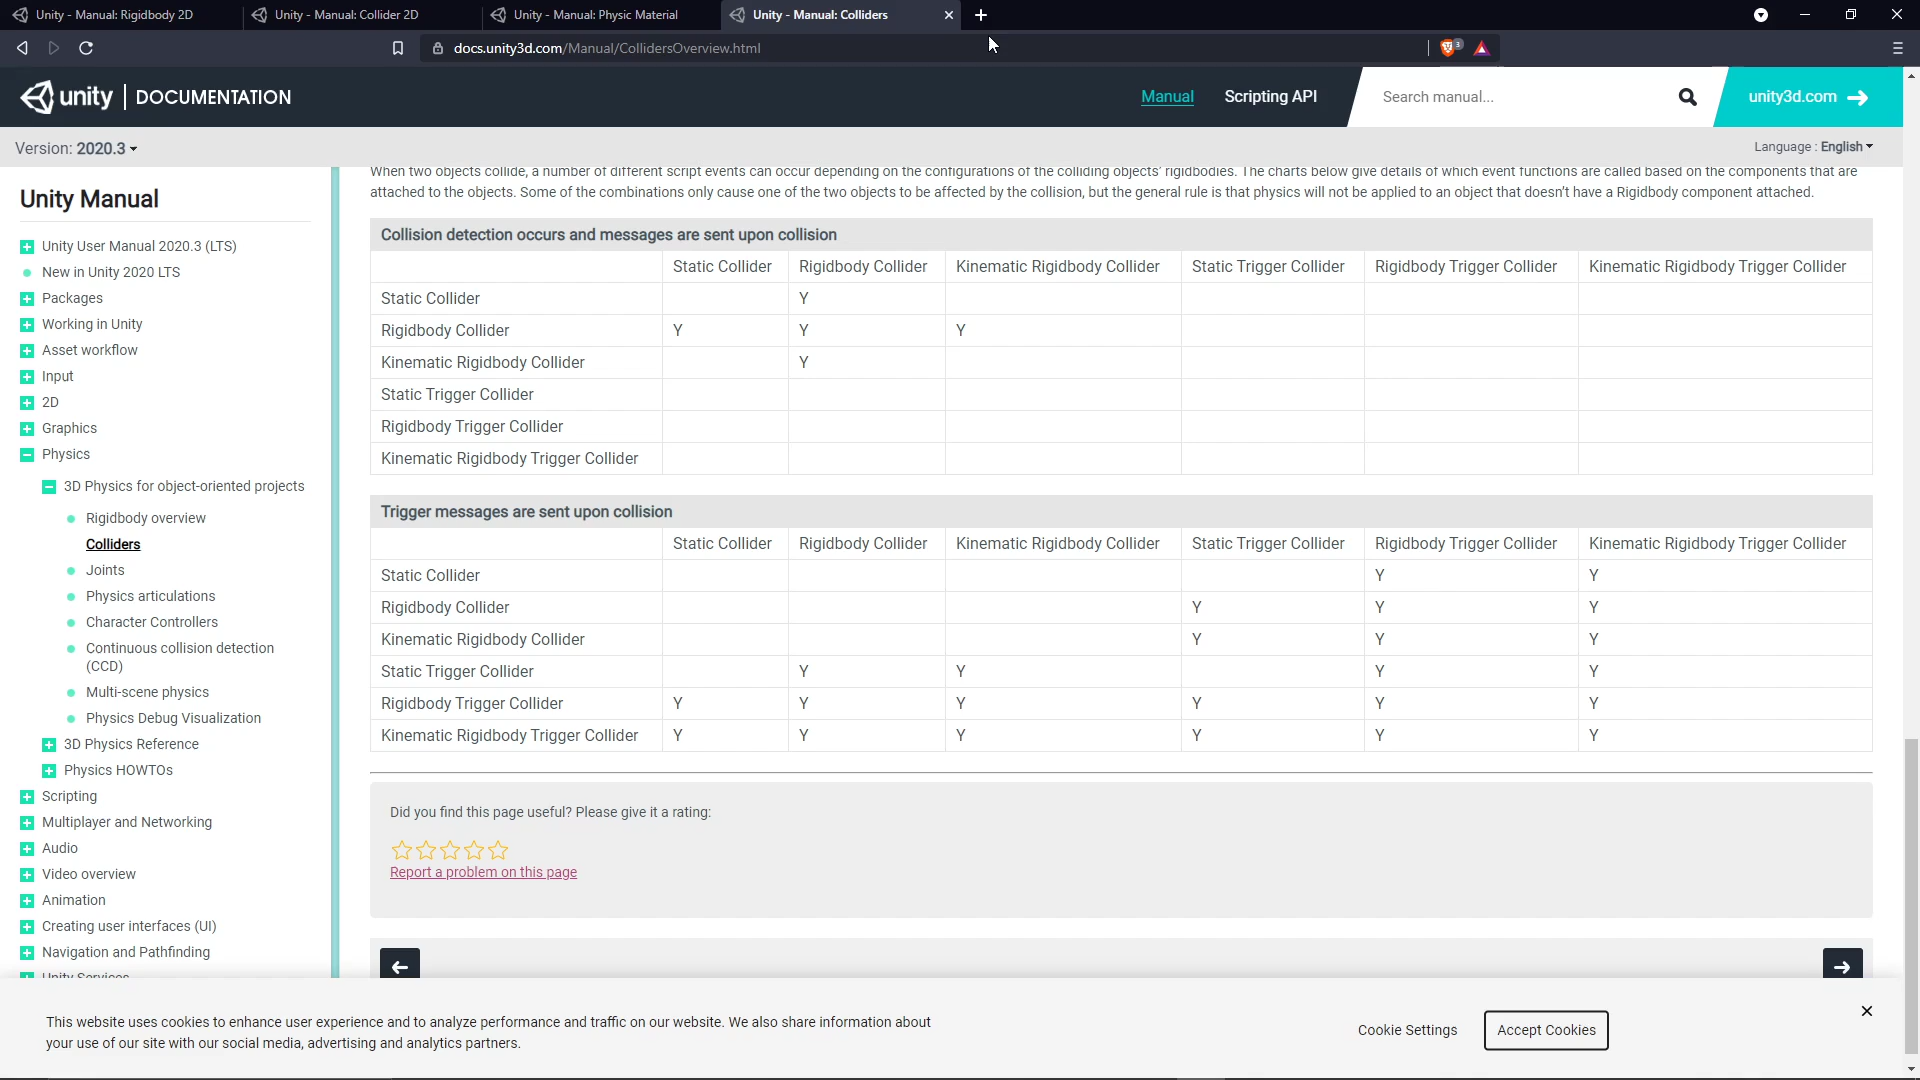 Unity - Manual: Rigidbody 2D
Unity - Manual: Collider 2D
Unity - Manual: Physic Material
Unity - Manual: Colliders
docs.unity3d.com/Manual/CollidersOverview.html
3
unity | DOCUMENTATION
Manual
Scripting API
Search manual...
unity3d.com
Version: 2020.3
Language : English
Unity Manual
Unity User Manual 2020.3 (LTS)
New in Unity 2020 LTS
Packages
Working in Unity
Asset workflow
Input
2D
Graphics
Physics
3D Physics for object-oriented projects
Rigidbody overview
Colliders
Joints
Physics articulations
Character Controllers
Continuous collision detection
(CCD)
Multi-scene physics
Physics Debug Visualization
3D Physics Reference
Physics HOWTOs
Scripting
Multiplayer and Networking
Audio
Video overview
Animation
Creating user interfaces (UI)
Navigation and Pathfinding
Unity Services
When two objects collide, a number of different script events can occur depending on the configurations of the colliding objects' rigidbodies. The charts below give details of which event functions are called based on the components that are
attached to the objects. Some of the combinations only cause one of the two objects to be affected by the collision, but the general rule is that physics will not be applied to an object that doesn't have a Rigidbody component attached.
Collision detection occurs and messages are sent upon collision
Static Collider Rigidbody Collider Kinematic Rigidbody Collider Static Trigger Collider Rigidbody Trigger Collider Kinematic Rigidbody Trigger Collider
Static Collider Y
Rigidbody Collider Y Y Y
Kinematic Rigidbody Collider Y
Static Trigger Collider
Rigidbody Trigger Collider
Kinematic Rigidbody Trigger Collider
Trigger messages are sent upon collision
Static Collider Rigidbody Collider Kinematic Rigidbody Collider Static Trigger Collider Rigidbody Trigger Collider Kinematic Rigidbody Trigger Collider
Static Collider Y Y
Rigidbody Collider Y Y Y
Kinematic Rigidbody Collider Y Y Y
Static Trigger Collider Y Y Y Y
Rigidbody Trigger Collider Y Y Y Y Y Y
Kinematic Rigidbody Trigger Collider Y Y Y Y Y Y
Did you find this page useful? Please give it a rating:
Report a problem on this page
This website uses cookies to enhance user experience and to analyze performance and traffic on our website. We also share information about
your use of our site with our social media, advertising and analytics partners.
Cookie Settings
Accept Cookies